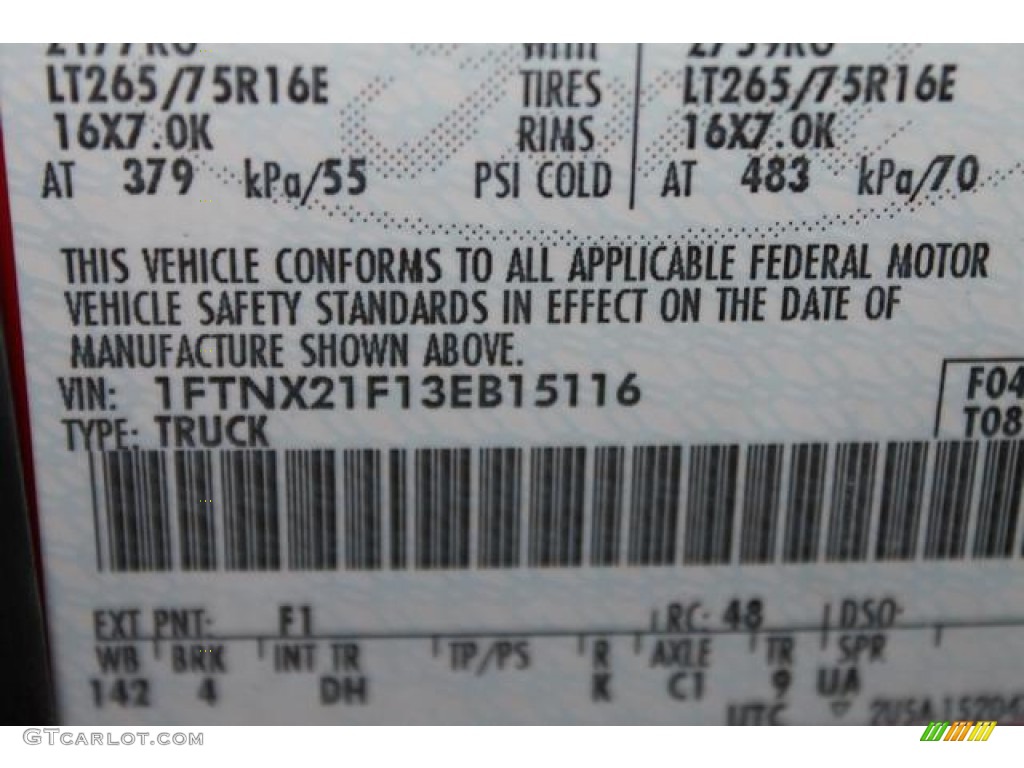 LT265/75R16E TIRES LT265/75R16E
16X7.0K RIMS 16X7.0K
AT 379 kPa/55 PSI COLD AT 483 kPa/70
THIS VEHICLE CONFORMS TO ALL APPLICABLE FEDERAL MOTOR
VEHICLE SAFETY STANDARDS IN EFFECT ON THE DATE OF
MANUFACTURE SHOWN ABOVE.
VIN: 1FTNX21F13EB15116 F04
TYPE: TRUCK T08
EXT PNT: F1 RC: 48 DSO:
WB BRK INT TR TP/PS R AXLE TR SPR
142 4 DH K C1 9 UA
UTC
GTcarlot.com